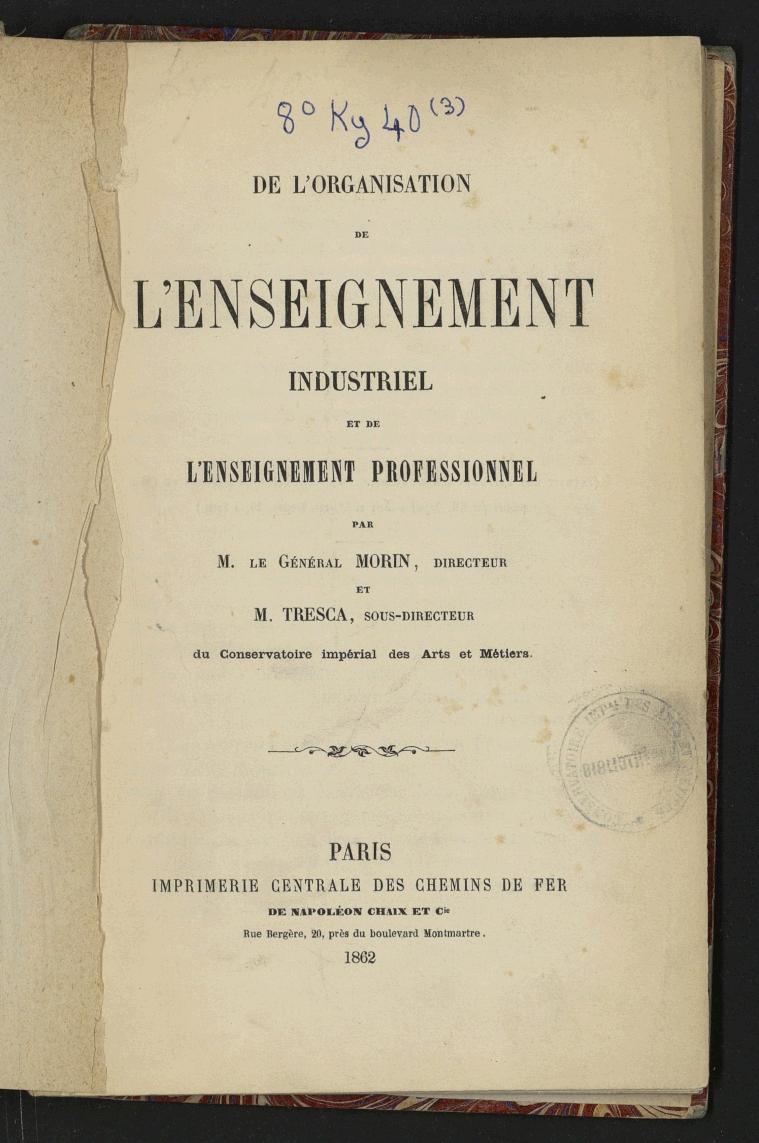 8° Ky 40 (3)
DE L'ORGANISATION
DE
L'ENSEIGNEMENT
INDUSTRIEL
ET DE
L'ENSEIGNEMENT PROFESSIONNEL
PAR
M. LE GÉNÉRAL MORIN, DIRECTEUR
ET
M. TRESCA, SOUS-DIRECTEUR
du Conservatoire impérial des Arts et Métiers.
CONSERVATOIRE
PARIS
IMPRIMERIE CENTRALE DES CHEMINS DE FER
DE NAPOLÉON CHAIX ET Cie
Rue Bergère, 20, près du boulevard Montmartre.
1862